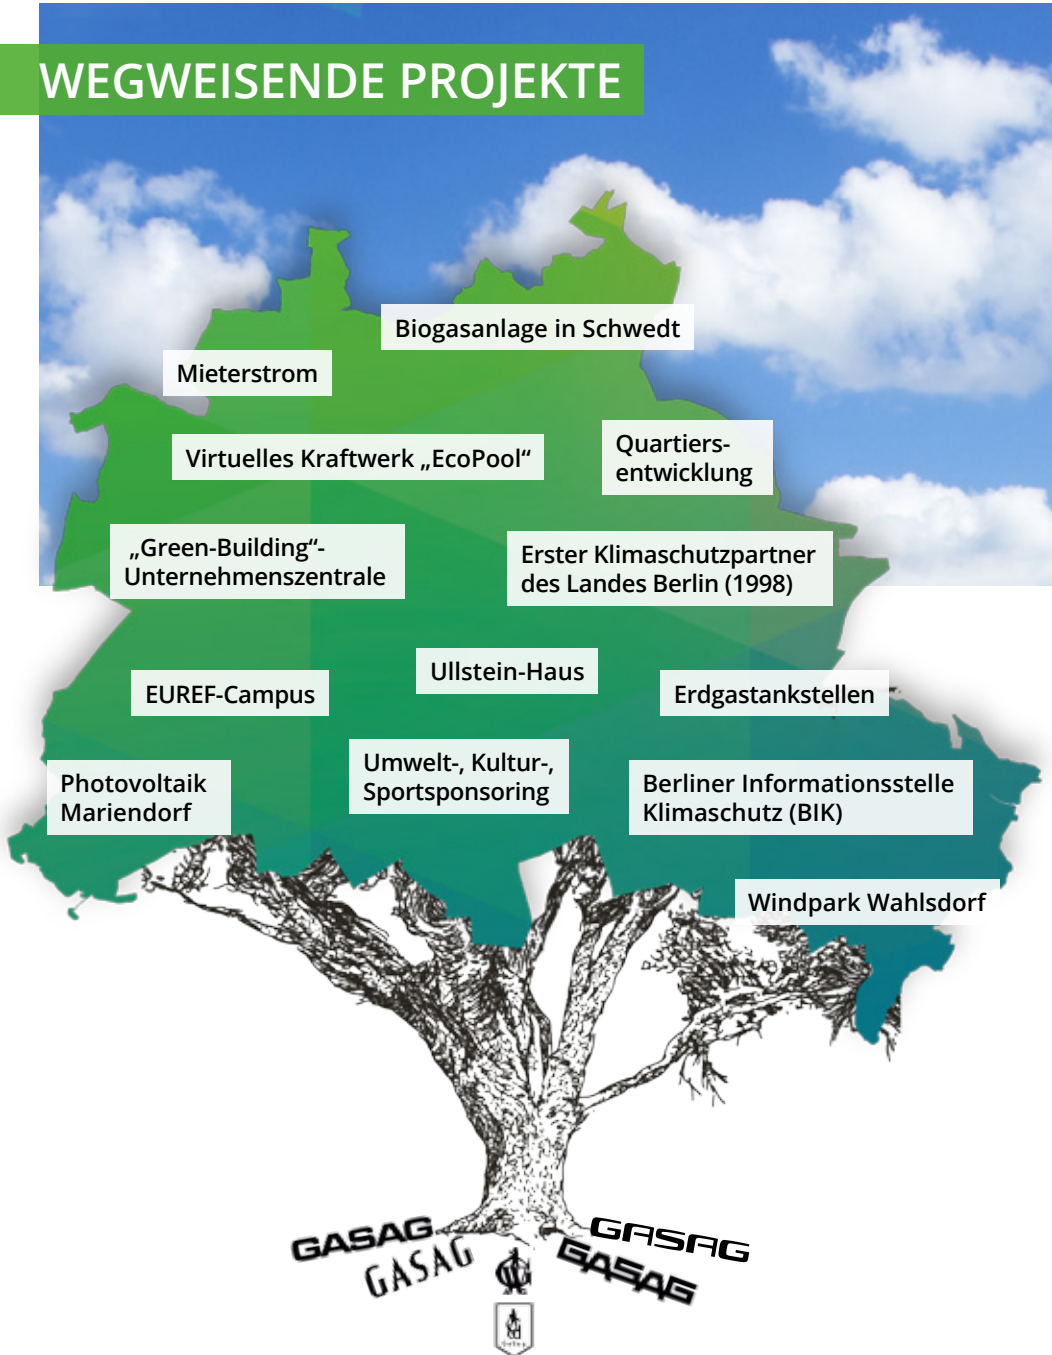 WEGWEISENDE PROJEKTE
Biogasanlage in Schwedt
Mieterstrom
Virtuelles Kraftwerk „EcoPool“
Quartiers-
entwicklung
„Green-Building“-
Unternehmenszentrale
Erster Klimaschutzpartner
des Landes Berlin (1998)
Ullstein-Haus
EUREF-Campus
Erdgastankstellen
Umwelt-, Kultur-,
Sportsponsoring
Photovoltaik
Mariendorf
Berliner Informationsstelle
Klimaschutz (BIK)
Windpark Wahlsdorf
GASAG
GASAG
GASAG
GASAG